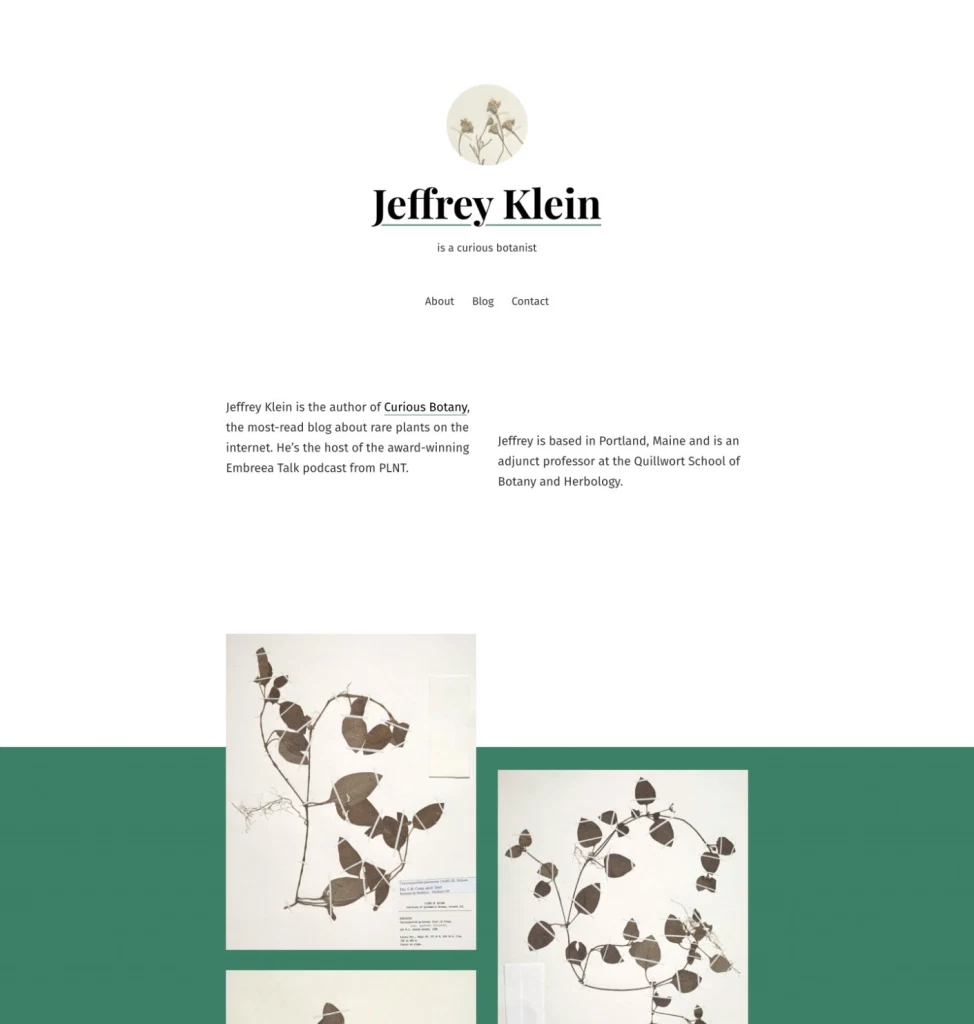 Jeffrey Klein
is a curious botanist
About Blog Contact
Jeffrey Klein is the author of Curious Botany,
the most-read blog about rare plants on the
internet. He’s the host of the award-winning
Embreea Talk podcast from PLNT.
Jeffrey is based in Portland, Maine and is an
adjunct professor at the Quillwort School of
Botany and Herbology.